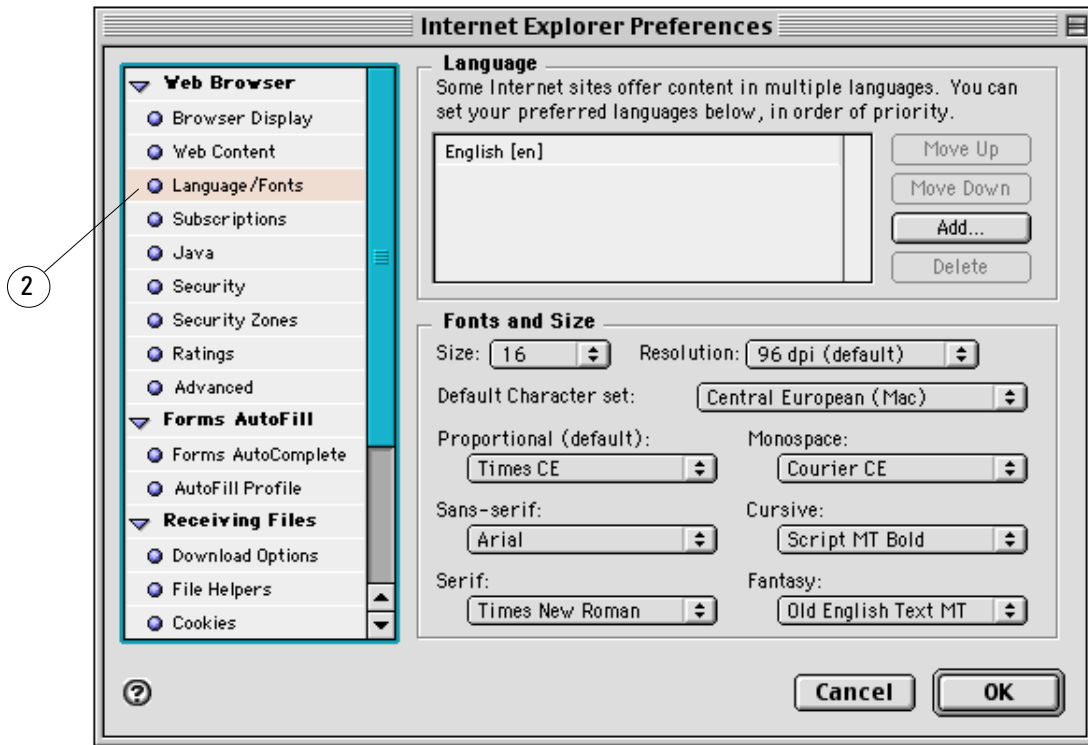 Internet Explorer Preferences
Web Browser
Browser Display
Web Content
Language/Fonts
Subscriptions
Java
Security
Security Zones
Ratings
Advanced
Forms AutoFill
Forms AutoComplete
AutoFill Profile
Receiving Files
Download Options
File Helpers
Cookies
2
Language
Some Internet sites offer content in multiple languages. You can
set your preferred languages below, in order of priority.
English [en]
Move Up
Move Down
Add...
Delete
Fonts and Size
Size: 16 Resolution: 96 dpi (default)
Default Character set: Central European (Mac)
Proportional (default): Monospace:
Times CE Courier CE
Sans-serif: Cursive:
Arial Script MT Bold
Serif: Fantasy:
Times New Roman Old English Text MT
?
Cancel OK